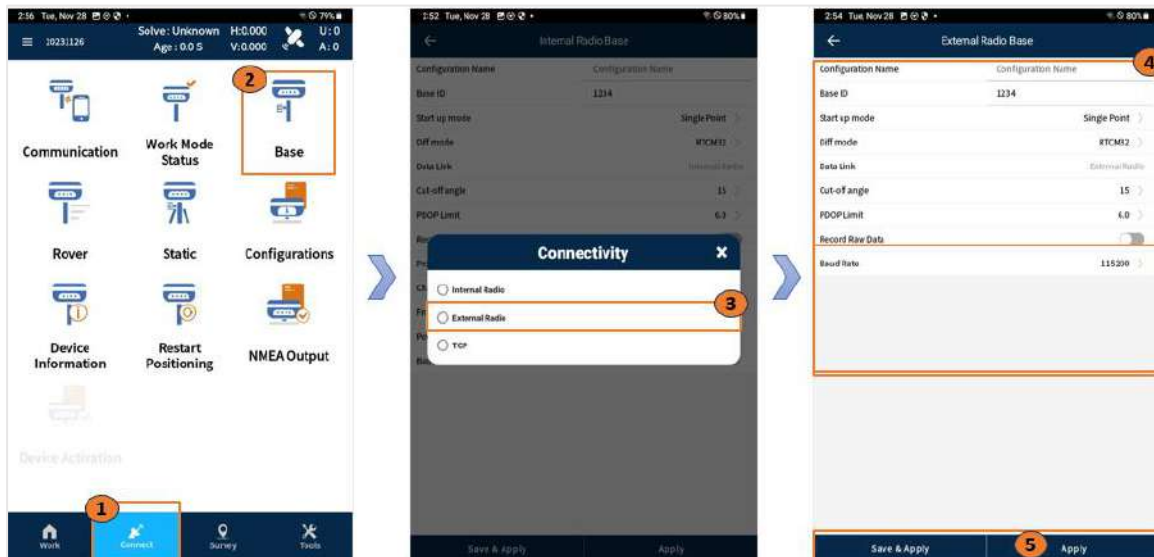 2:56 Tue, Nov 28
79%
10231126
Solve: Unknown H:0.000 U: 0
Age : 0.0 S V:0.000 A: 0
2
Communication
Work Mode
Status
Base
Rover
Static
Configurations
Device
Information
Restart
Positioning
NMEA Output
Device Activation
1
Work
Connect
Survey
Tools
2:52 Tue, Nov 28
80%
Internal Radio Base
Configuration Name Configuration Name
Base ID 1234
Start up mode Single Point
Diff mode RTCM32
Data Link Internal Radio
Cut-off angle 15
PDOP Limit 6.0
Connectivity x
Internal Radio
3
External Radio
TCP
Save & Apply Apply
2:54 Tue, Nov 28
80%
External Radio Base
4
Configuration Name Configuration Name
Base ID 1234
Start up mode Single Point
Diff mode RTCM32
Data Link External Radio
Cut-off angle 15
PDOP Limit 6.0
Record Raw Data
Baud Rate 115200
Save & Apply 5 Apply